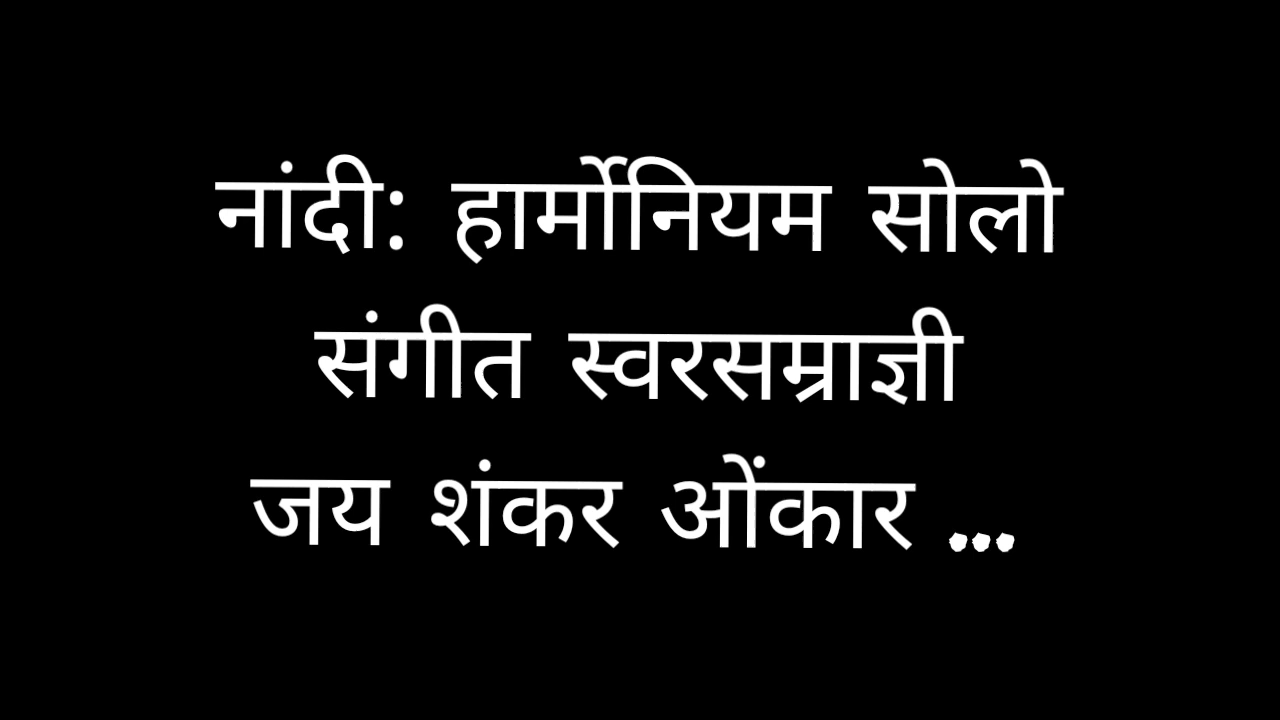 नांदी: हार्मोनियम सोलो
संगीत स्वरसम्राज्ञी
जय शंकर ओंकार ...